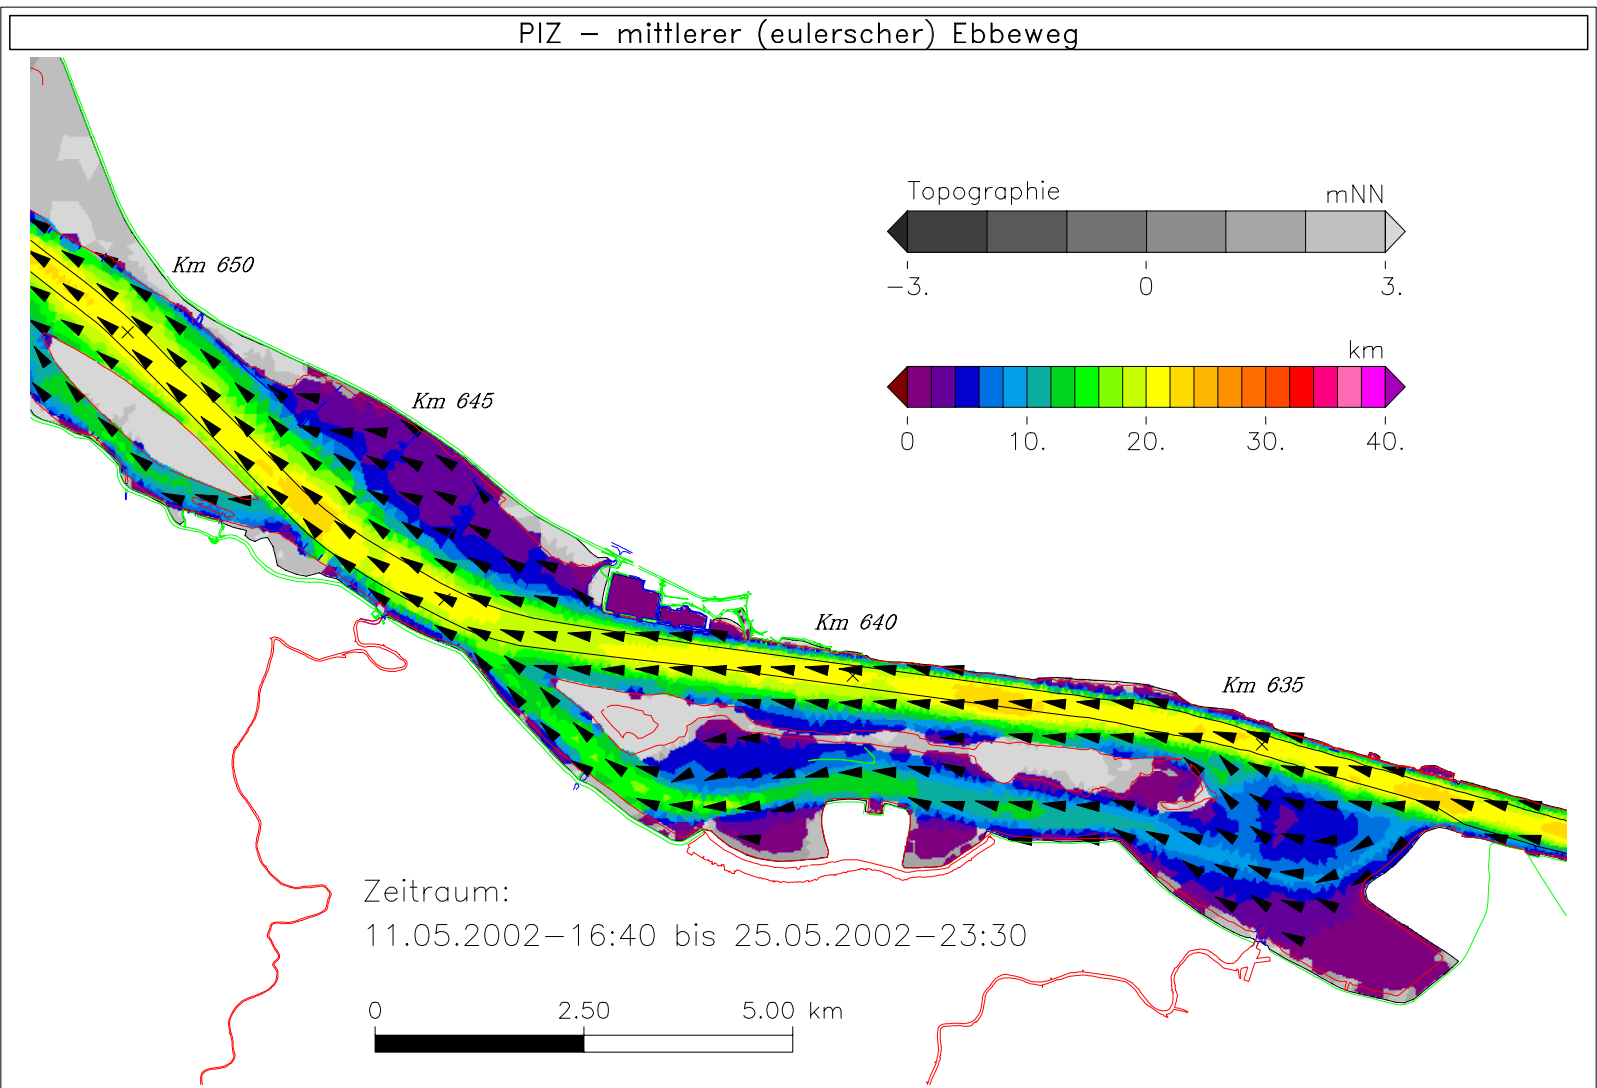 PIZ – mittlerer (eulerscher) Ebbeweg
Topographie mNN
−3. 0 3.
Km 650
km
0 10. 20. 30. 40.
Km 645
Km 640
Km 635
Zeitraum:
11.05.2002−16:40 bis 25.05.2002−23:30
0 2.50 5.00 km